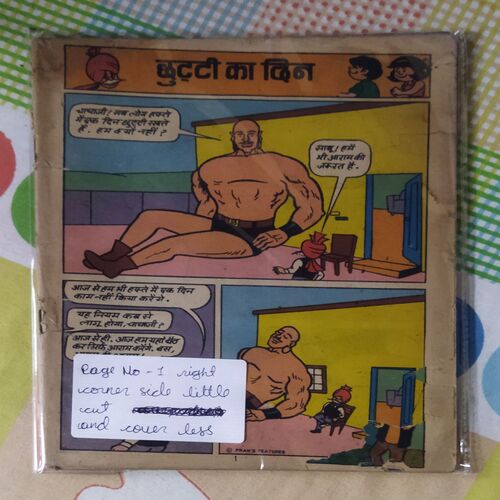 छुट्टी का दिन
चाचाजी! सब लोग हफ्ते
में एक दिन छुट्टी रखते
हैं. हम क्यों नहीं?
साबू! हमें
भी आराम की
जरूरत है.
आज से हम भी हफ्ते में एक दिन
काम नहीं किया करेंगे.
यह नियम कब से
लागू होगा, चाचाजी?
आज से ही. आज हम यहां बैठ
कर सिर्फ आराम करेंगे. बस,
Page No - 1 right
corner side little
cut
and cover less
© PRAN'S FEATURES
1